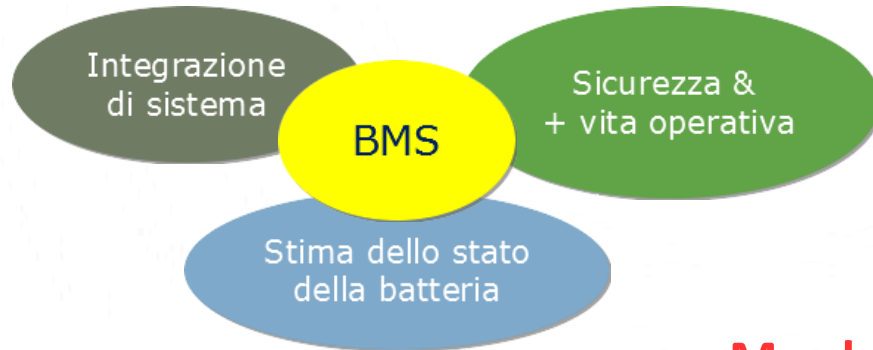 Integrazione
di sistema
BMS
Sicurezza &
+ vita operativa
Stima dello stato
della batteria